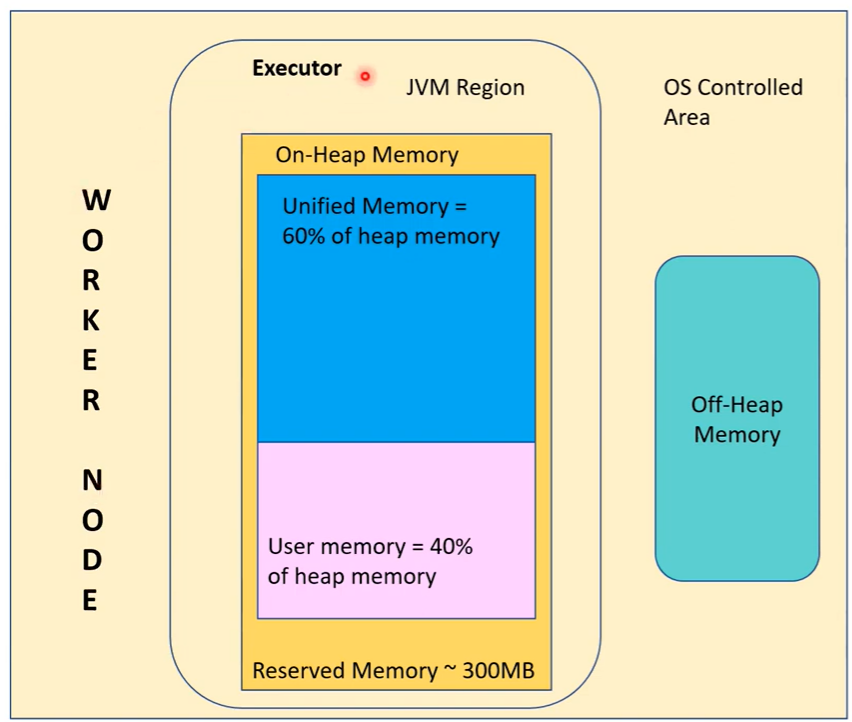 Executor
JVM Region
OS Controlled
Area
On-Heap Memory
Unified Memory =
60% of heap memory
WORKER NODE
Off-Heap
Memory
User memory = 40%
of heap memory
Reserved Memory ~ 300MB